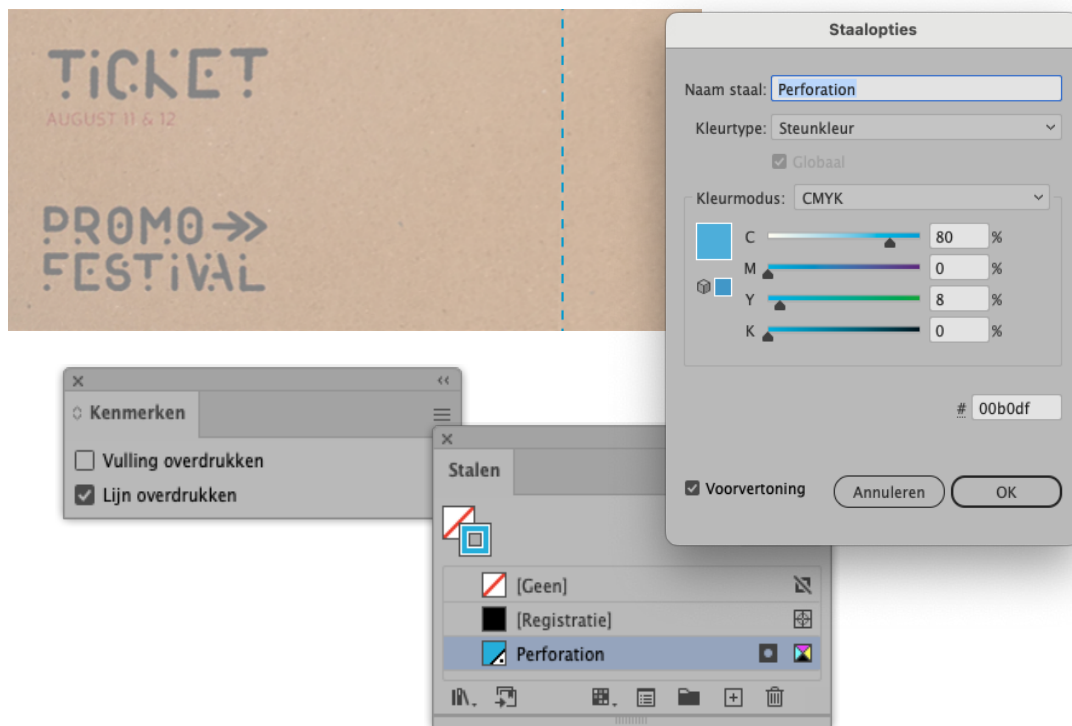 TiCKET
AUGUST 11 & 12
PROMO
FESTiVAL
Staalopties
Naam staal: Perforation
Kleurtype: Steunkleur
Globaal
Kleurmodus: CMYK
C 80 %
M 0 %
Y 8 %
K 0 %
# 00b0df
Voorvertoning Annuleren OK
Kenmerken
Vulling overdrukken
Lijn overdrukken
Stalen
[Geen]
[Registratie]
Perforation